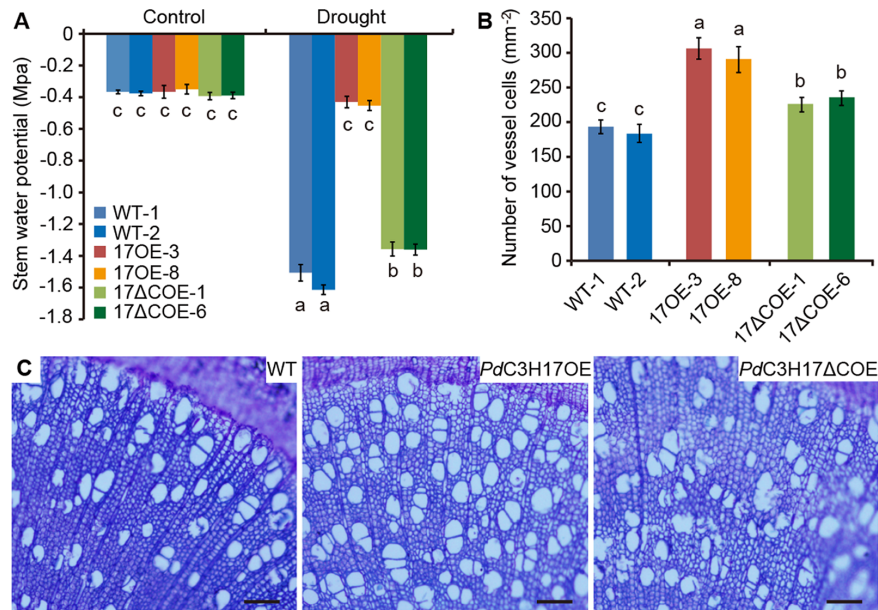 A
Control
Drought
Stem water potential (Mpa)
0
-0.2
-0.4
-0.6
-0.8
-1.0
-1.2
-1.4
-1.6
-1.8
c c c c c c
a a c c b b
WT-1
WT-2
17OE-3
17OE-8
17ΔCOE-1
17ΔCOE-6
B
Number of vessel cells (mm-2)
350
300
250
200
150
100
50
0
c c a a b b
WT-1 WT-2 17OE-3 17OE-8 17ΔCOE-1 17ΔCOE-6
C
WT
PdC3H17OE
PdC3H17ΔCOE